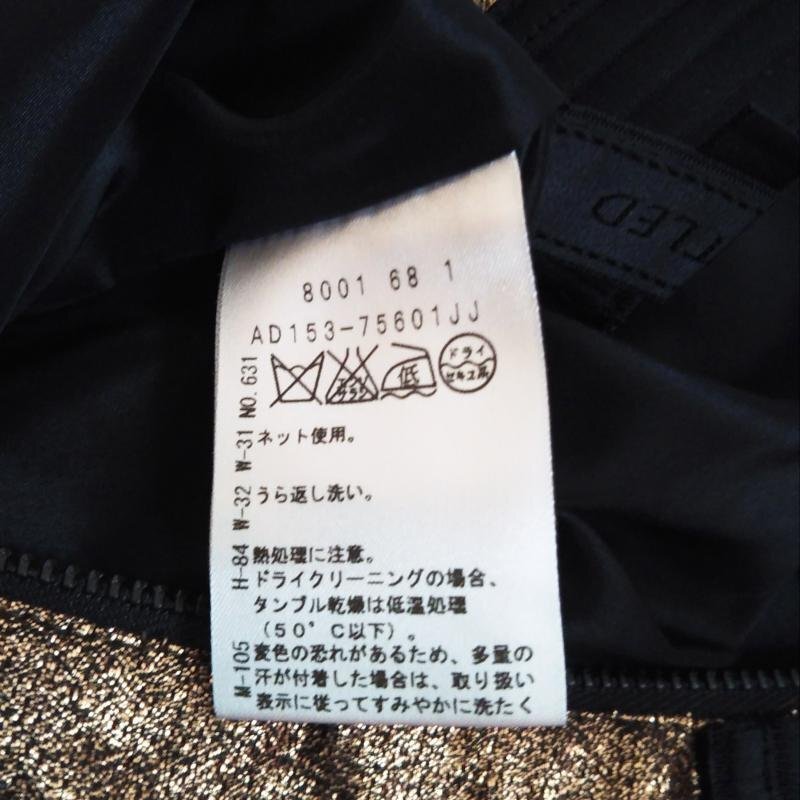 8001 68 1
AD153-75601JJ
低
ドライ
セキユ系
ネット使用。
うら返し洗い。
熱処理に注意。
ドライクリーニングの場合、
タンブル乾燥は低温処理
(50°C以下)。
変色の恐れがあるため、多量の
汗が付着した場合は、取り扱い
表示に従ってすみやかに洗たく
M-105 H-84 W-32 W-31 NO.631
TLED